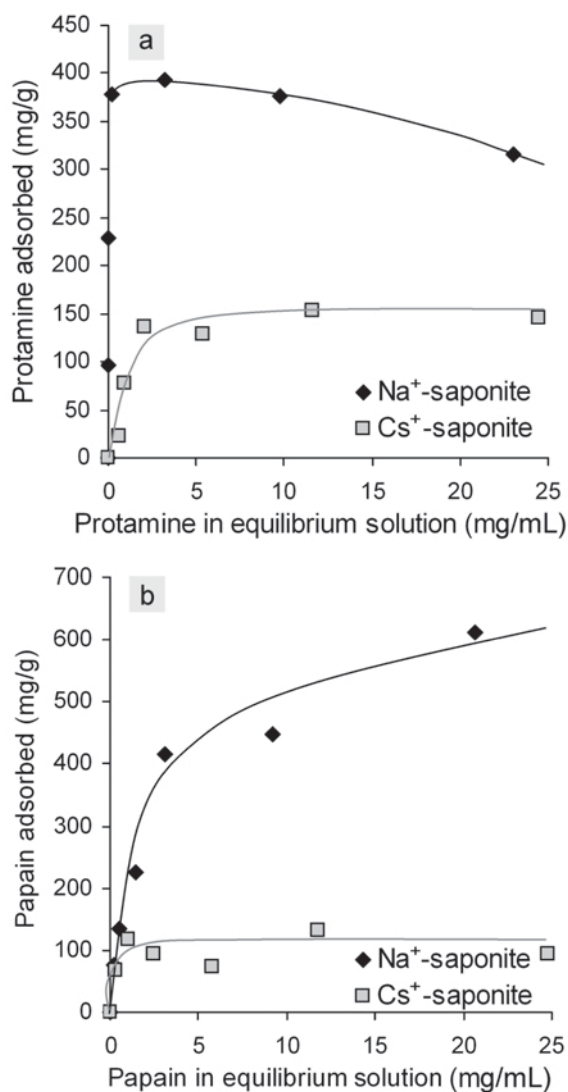 a
450
400
350
300
250
200
150
100
50
0
Protamine adsorbed (mg/g)
Na⁺-saponite
Cs⁺-saponite
0 5 10 15 20 25
Protamine in equilibrium solution (mg/mL)
b
700
600
500
400
300
200
100
0
Papain adsorbed (mg/g)
Na⁺-saponite
Cs⁺-saponite
0 5 10 15 20 25
Papain in equilibrium solution (mg/mL)